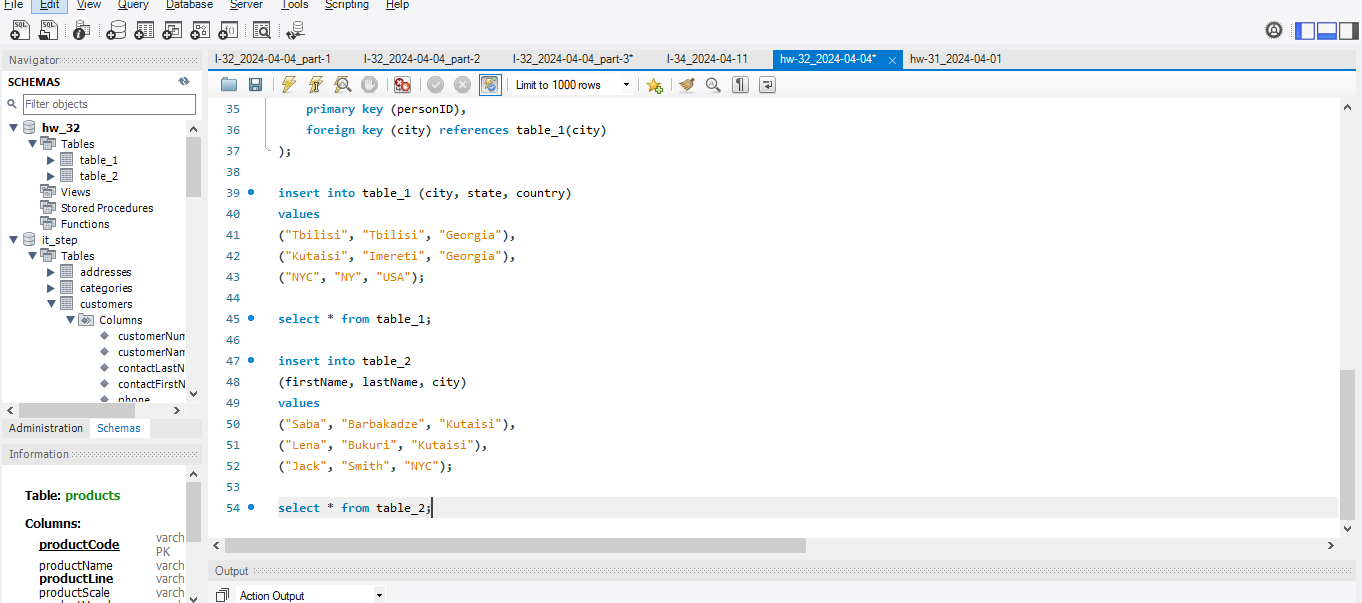 File Edit View Query Database Server Tools Scripting Help
Navigator
SCHEMAS
Filter objects
hw_32
Tables
table_1
table_2
Views
Stored Procedures
Functions
it_step
Tables
addresses
categories
customers
Columns
customerNum
customerNam
contactLastN
contactFirstN
phone
Administration Schemas
Information
Table: products
Columns:
productCode varch
PK
productName varch
productLine varch
productScale varch
l-32_2024-04-04_part-1 l-32_2024-04-04_part-2 l-32_2024-04-04_part-3* l-34_2024-04-11 hw-32_2024-04-04* hw-31_2024-04-01
Limit to 1000 rows
35 primary key (personID),
36 foreign key (city) references table_1(city)
37 );
38
39 insert into table_1 (city, state, country)
40 values
41 ("Tbilisi", "Tbilisi", "Georgia"),
42 ("Kutaisi", "Imereti", "Georgia"),
43 ("NYC", "NY", "USA");
44
45 select * from table_1;
46
47 insert into table_2
48 (firstName, lastName, city)
49 values
50 ("Saba", "Barbakadze", "Kutaisi"),
51 ("Lena", "Bukuri", "Kutaisi"),
52 ("Jack", "Smith", "NYC");
53
54 select * from table_2;
Output
Action Output